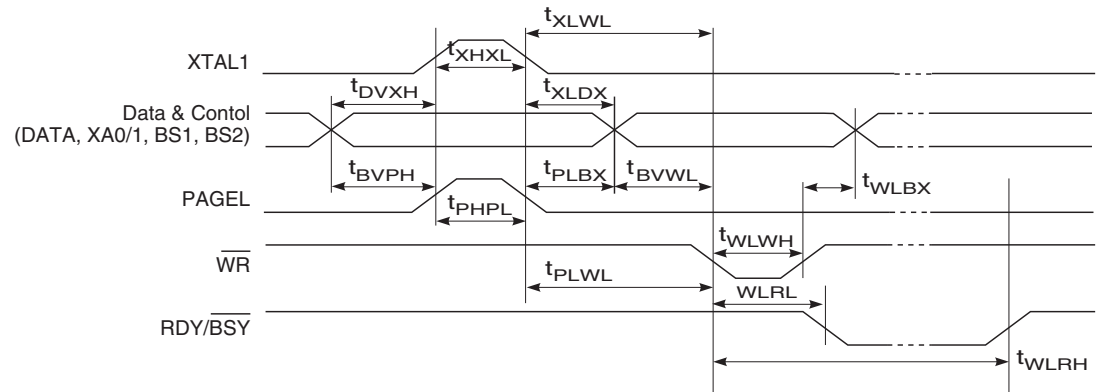 tXLWL
XTAL1
tXHXL
tDVXH
tXLDX
Data & Contol
(DATA, XA0/1, BS1, BS2)
tBVPH
tPLBX
tBVWL
tWLBX
PAGEL
tPHPL
tWLWH
WR
tPLWL
WLRL
RDY/BSY
tWLRH